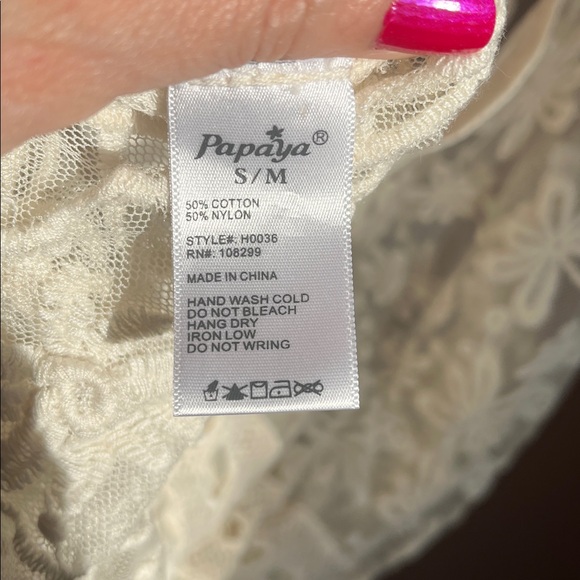 Papaya®
S/M
50% COTTON
50% NYLON
STYLE#: H0036
RN#: 108299
MADE IN CHINA
HAND WASH COLD
DO NOT BLEACH
HANG DRY
IRON LOW
DO NOT WRING